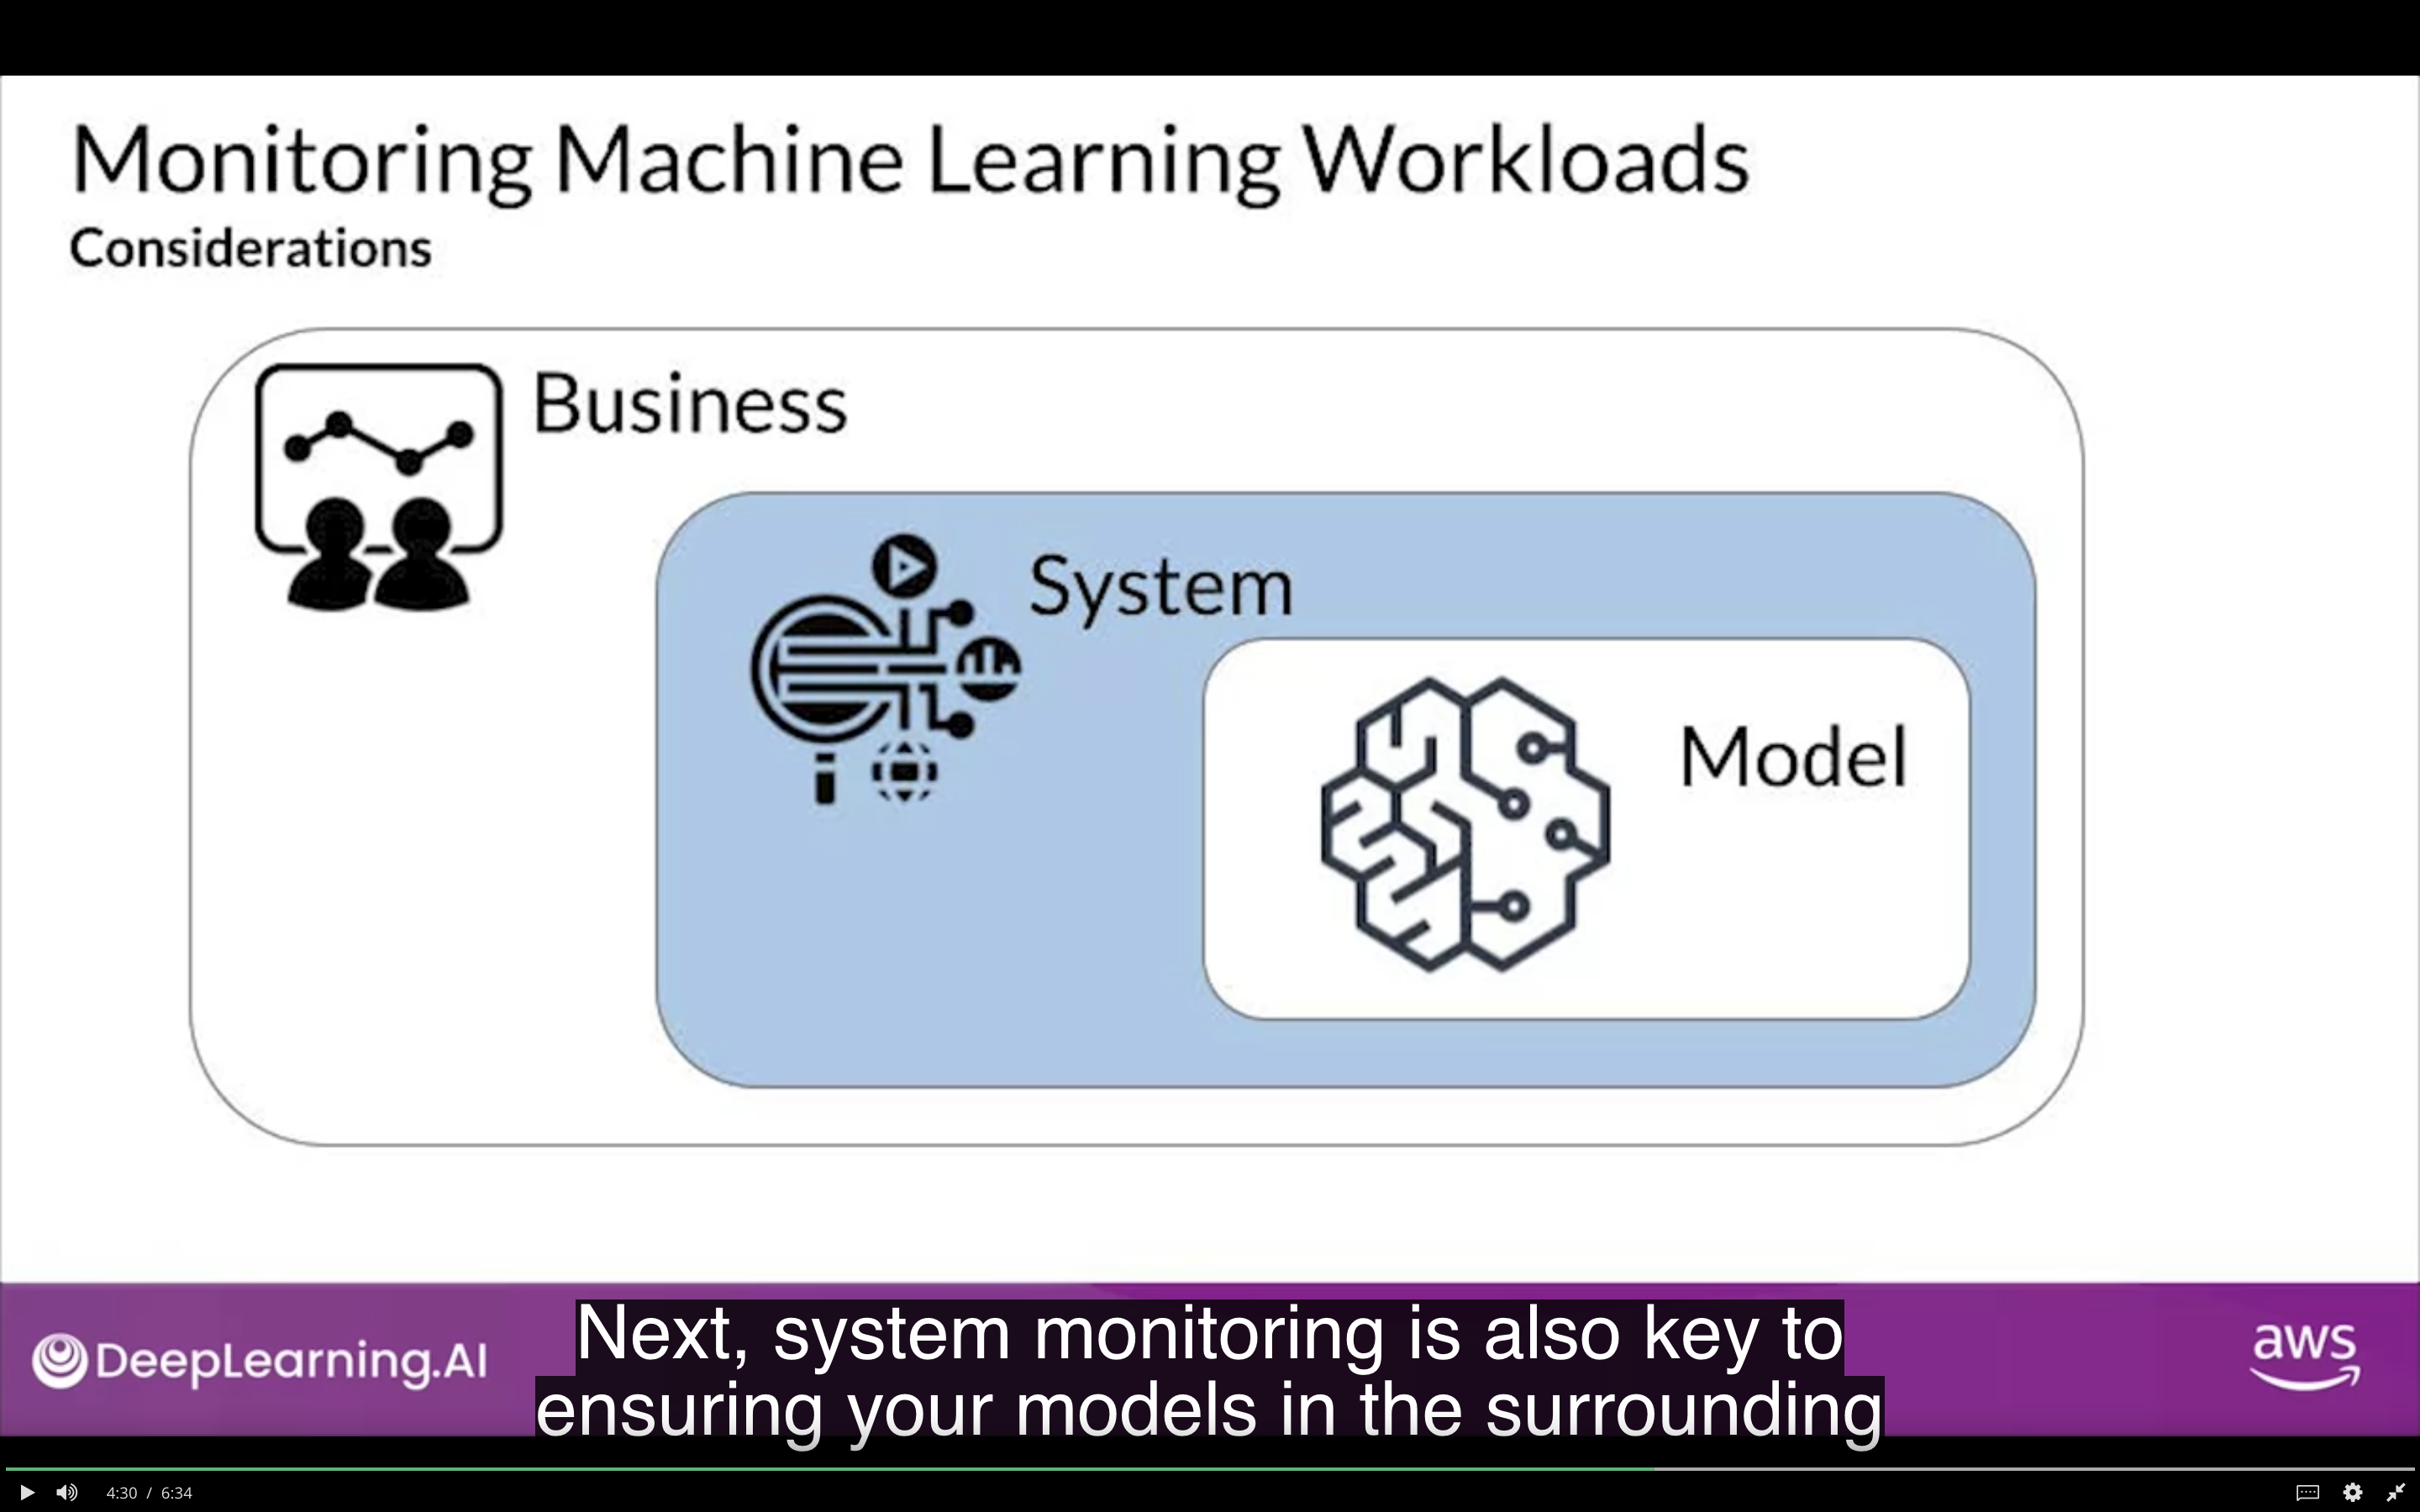 Monitoring Machine Learning Workloads
Considerations
Business
System
Model
DeepLearning.AI
Next, system monitoring is also key to
ensuring your models in the surrounding
aws
4:30 / 6:34